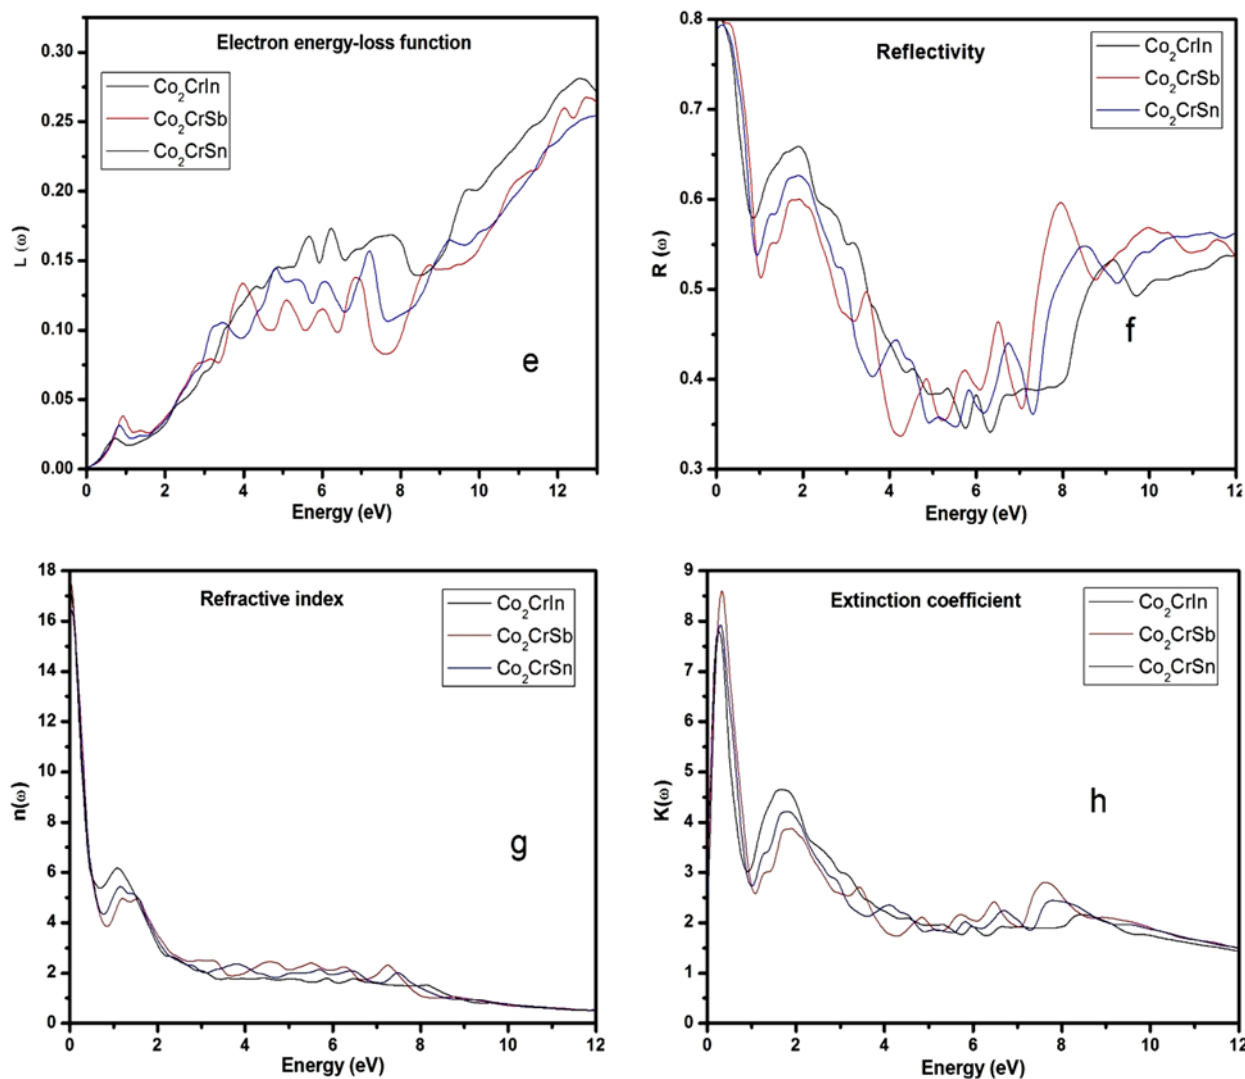 Electron energy-loss function
Co₂CrIn
Co₂CrSb
Co₂CrSn
0.30
0.25
0.20
0.15
0.10
0.05
0.00
L (ω)
e
0 2 4 6 8 10 12
Energy (eV)
Reflectivity
Co₂CrIn
Co₂CrSb
Co₂CrSn
0.8
0.7
0.6
0.5
0.4
0.3
R (ω)
f
0 2 4 6 8 10 12
Energy (eV)
Refractive index
Co₂CrIn
Co₂CrSb
Co₂CrSn
18
16
14
12
10
8
6
4
2
0
n(ω)
g
0 2 4 6 8 10 12
Energy (eV)
Extinction coefficient
Co₂CrIn
Co₂CrSb
Co₂CrSn
9
8
7
6
5
4
3
2
1
0
K(ω)
h
0 2 4 6 8 10 12
Energy (eV)